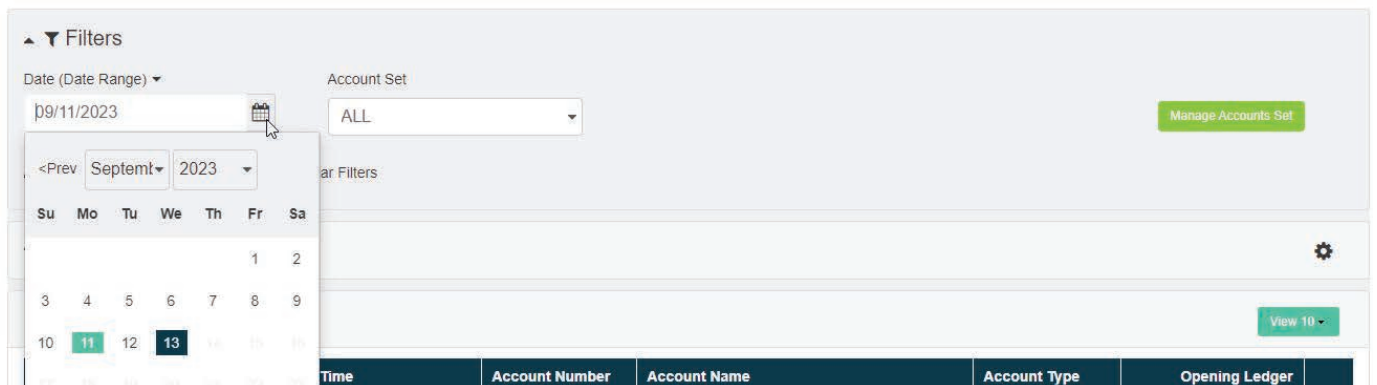 Filters
Date (Date Range) Account Set
09/11/2023 ALL Manage Accounts Set
<Prev Septemb 2023 ar Filters
Su Mo Tu We Th Fr Sa
1 2
3 4 5 6 7 8 9
View 10
10 11 12 13
Time Account Number Account Name Account Type Opening Ledger